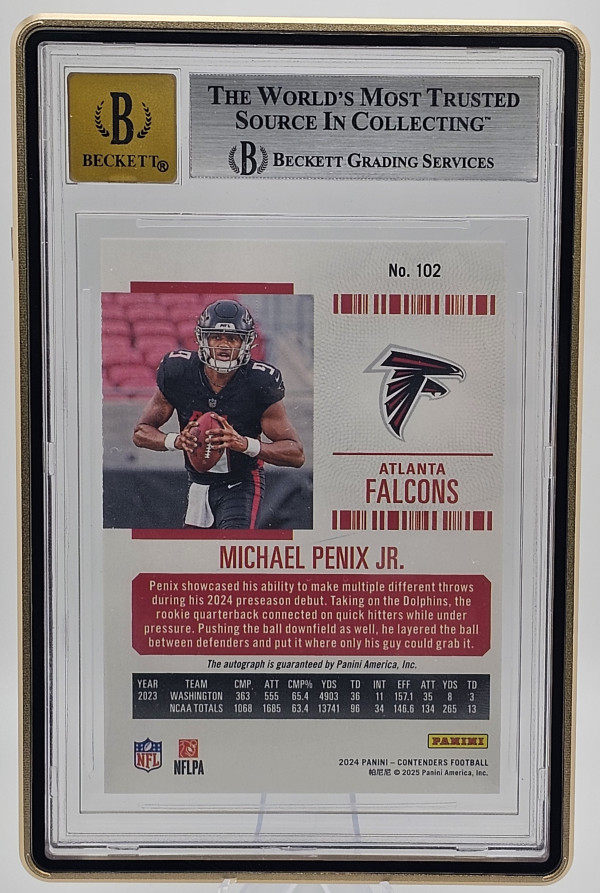 B
BECKETT®
THE WORLD'S MOST TRUSTED
SOURCE IN COLLECTING™
B BECKETT GRADING SERVICES
No. 102
9
ATLANTA
FALCONS
MICHAEL PENIX JR.
Penix showcased his ability to make multiple different throws
during his 2024 preseason debut. Taking on the Dolphins, the
rookie quarterback connected on quick hitters while under
pressure. Pushing the ball downfield as well, he layered the ball
between defenders and put it where only his guy could grab it.
The autograph is guaranteed by Panini America, Inc.
YEAR TEAM CMP ATT CMP% YDS TD INT EFF ATT YDS TD
2023 WASHINGTON 363 555 65.4 4903 36 11 157.1 35 8 3
NCAA TOTALS 1068 1685 63.4 13741 96 34 146.6 134 265 13
NFL
NFLPA
PANINI
2024 PANINI – CONTENDERS FOOTBALL
帕尼尼 © 2025 Panini America, Inc.